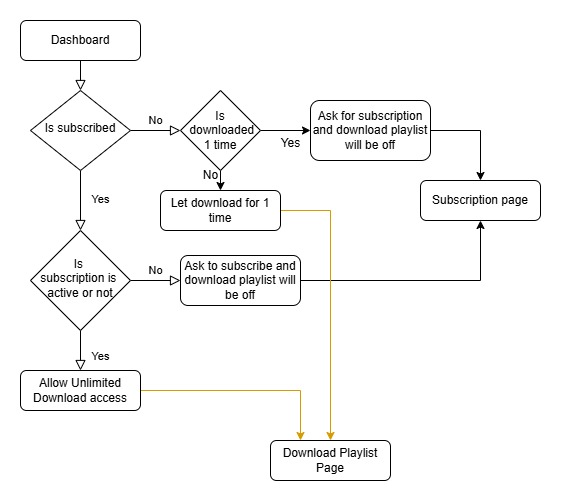 Dashboard
Is subscribed
No
Is
downloaded
1 time
Yes
Ask for subscription
and download playlist
will be off
No
Let download for 1
time
Subscription page
Yes
Is
subscription is
active or not
No
Ask to subscribe and
download playlist will
be off
Yes
Allow Unlimited
Download access
Download Playlist
Page